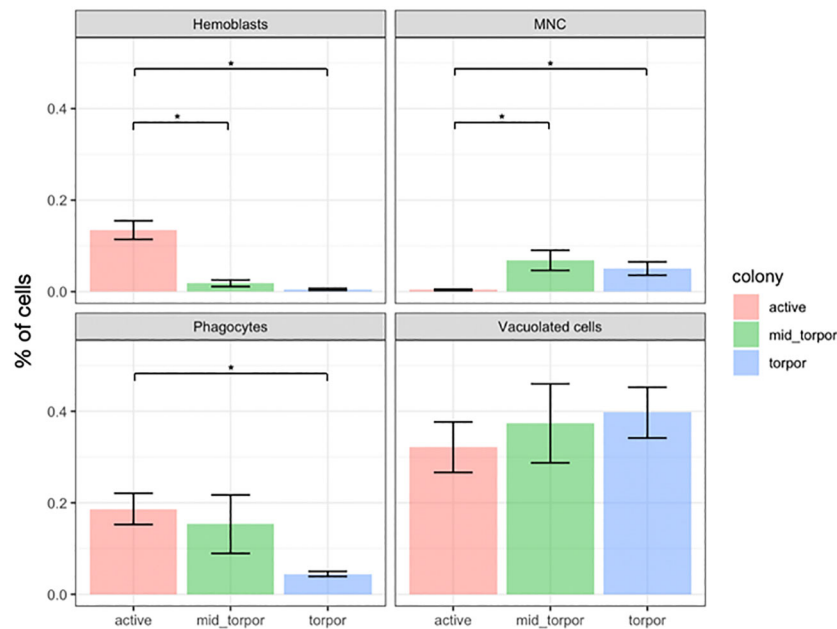 Hemoblasts MNC
* *
* *
0.4
0.2
0.0
Phagocytes Vacuolated cells
*
0.4
0.2
0.0
active mid_torpor torpor active mid_torpor torpor
% of cells
colony
active
mid_torpor
torpor